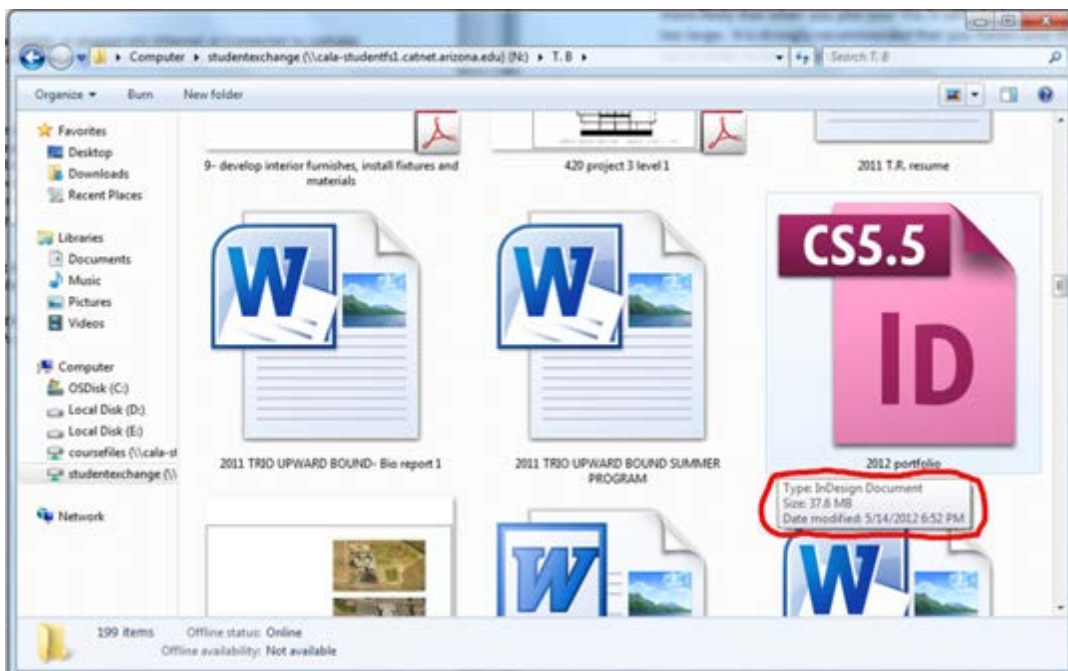 Computer ▸ studentexchange (\\cala-studentfs1.catnet.arizona.edu) (N:) ▸ T. B ▸
Search T. B
Organize
Burn
New folder
Favorites
Desktop
Downloads
Recent Places
Libraries
Documents
Music
Pictures
Videos
Computer
OSDisk (C:)
Local Disk (D:)
Local Disk (E:)
coursefiles (\\cala-st
studentexchange (\\
Network
9- develop interior furnishes, install fixtures and
materials
420 project 3 level 1
2011 T.R. resume
W
W
CS5.5
ID
2011 TRIO UPWARD BOUND- Bio report 1
2011 TRIO UPWARD BOUND SUMMER
PROGRAM
2012 portfolio
Type: InDesign Document
Size: 37.6 MB
Date modified: 5/14/2012 6:52 PM
W
W
199 items
Offline status: Online
Offline availability: Not available